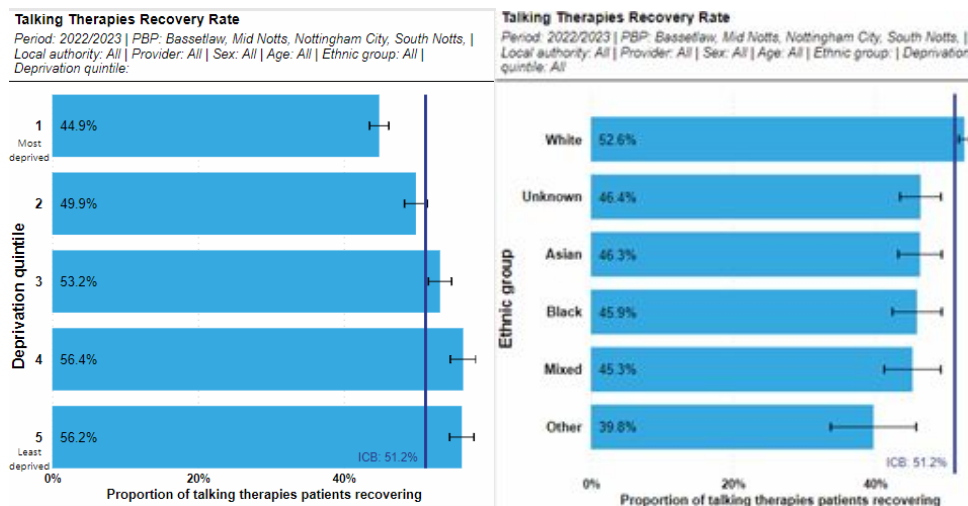 Talking Therapies Recovery Rate
Period: 2022/2023 | PBP: Bassetlaw, Mid Notts, Nottingham City, South Notts, |
Local authority: All | Provider: All | Sex: All | Age: All | Ethnic group: All |
Deprivation quintile:
Deprivation quintile
1
Most
deprived
44.9%
2
49.9%
3
53.2%
4
56.4%
5
Least
deprived
56.2%
ICB: 51.2%
0%
20%
40%
Proportion of talking therapies patients recovering
Talking Therapies Recovery Rate
Period: 2022/2023 | PBP: Bassetlaw, Mid Notts, Nottingham City, South Notts, |
Local authority: All | Provider: All | Sex: All | Age: All | Ethnic group: | Deprivation
quintile: All
Ethnic group
White
52.6%
Unknown
46.4%
Asian
46.3%
Black
45.9%
Mixed
45.3%
Other
39.8%
ICB: 51.2%
0%
20%
40%
Proportion of talking therapies patients recovering